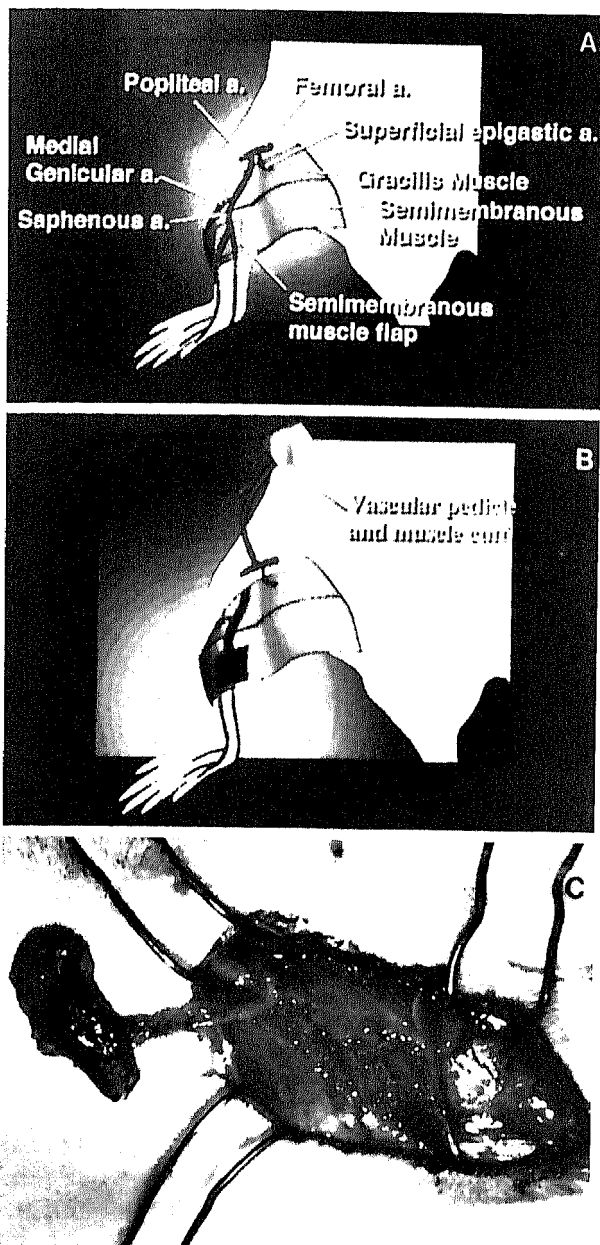 A
Popliteal a.
Femoral a.
Superficial epigastic a.
Medial
Genicular a.
Gracilis Muscle
Saphenous a.
Semimembranous
Muscle
Semimembranous
muscle flap
B
Vascular pedicle
and muscle cuff
C